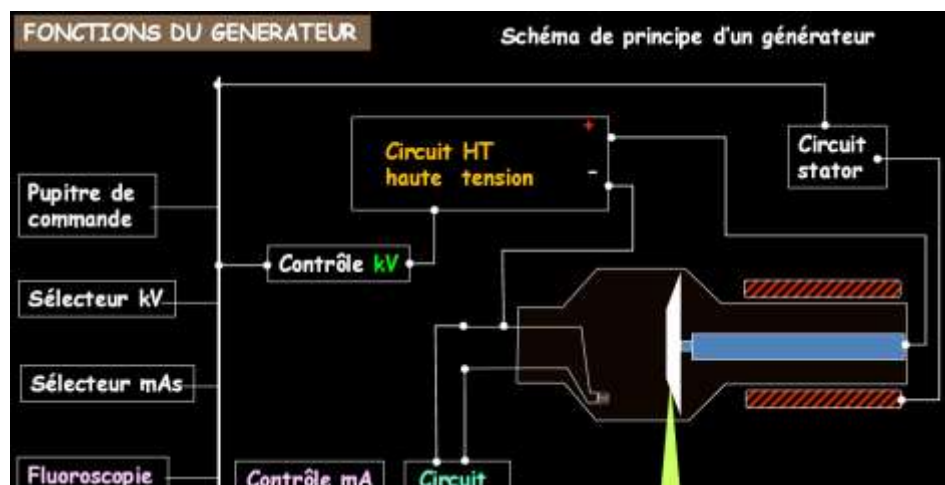 FONCTIONS DU GENERATEUR
Schéma de principe d'un générateur
+
Circuit HT
haute tension
-
Circuit
stator
Pupitre de
commande
Contrôle kV
Sélecteur kV
Sélecteur mAs
Fluoroscopie
Contrôle mA
Circuit